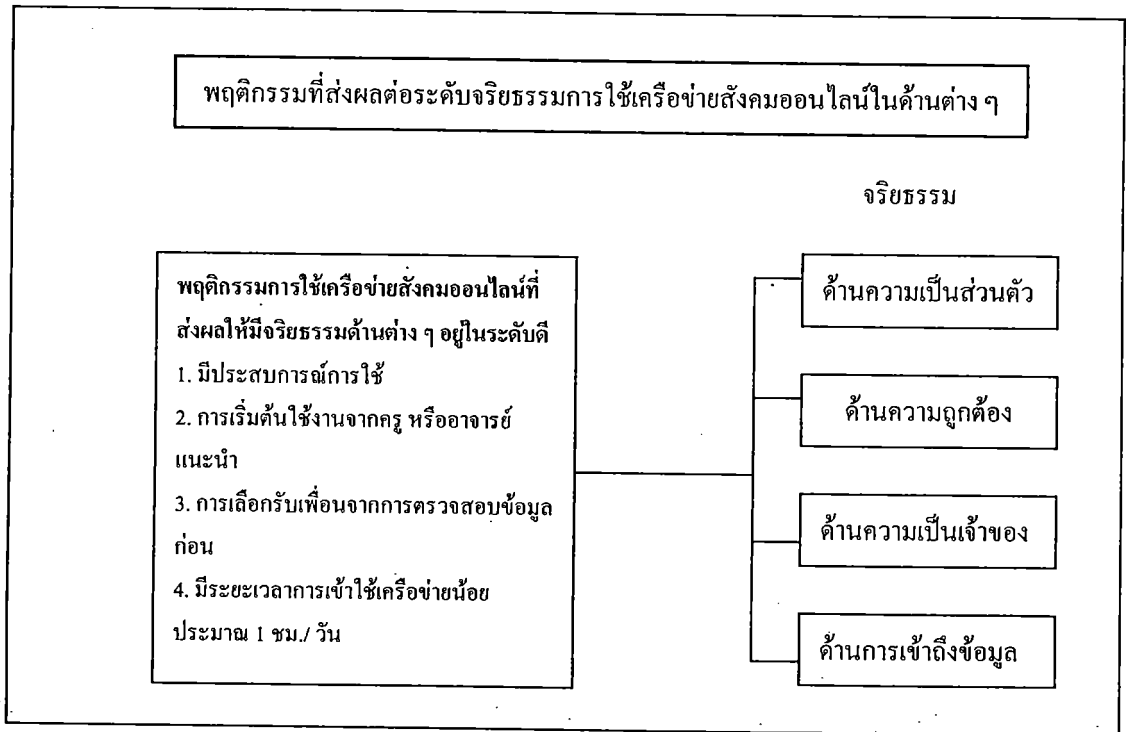 พฤติกรรมที่ส่งผลต่อระดับจริยธรรมการใช้เครือข่ายสังคมออนไลน์ในด้านต่าง ๆ
จริยธรรม
พฤติกรรมการใช้เครือข่ายสังคมออนไลน์ที่
ส่งผลให้มีจริยธรรมด้านต่าง ๆ อยู่ในระดับดี
1. มีประสบการณ์การใช้
2. การเริ่มต้นใช้งานจากครู หรืออาจารย์
แนะนำ
3. การเลือกรับเพื่อนจากการตรวจสอบข้อมูล
ก่อน
4. มีระยะเวลาการเข้าใช้เครือข่ายน้อย
ประมาณ 1 ชม./ วัน
ด้านความเป็นส่วนตัว
ด้านความถูกต้อง
ด้านความเป็นเจ้าของ
ด้านการเข้าถึงข้อมูล